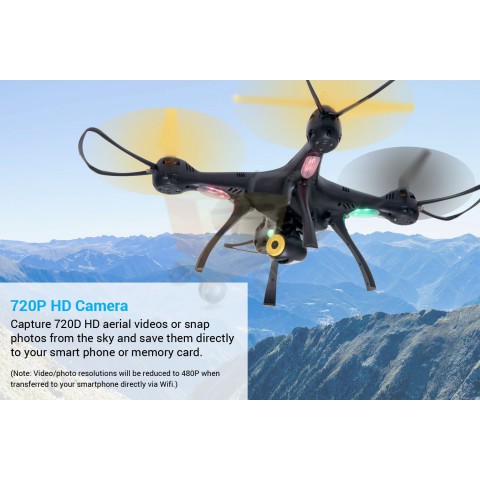 720P HD Camera
Capture 720D HD aerial videos or snap
photos from the sky and save them directly
to your smart phone or memory card.
(Note: Video/photo resolutions will be reduced to 480P when
transferred to your smartphone directly via Wifi.)